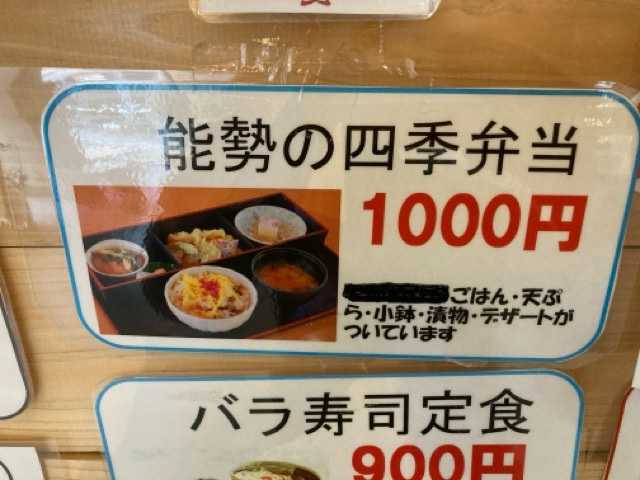 能勢の四季弁当
1000円
ごはん・天ぷ
ら・小鉢・漬物・デザートが
ついています
バラ寿司定食
900円